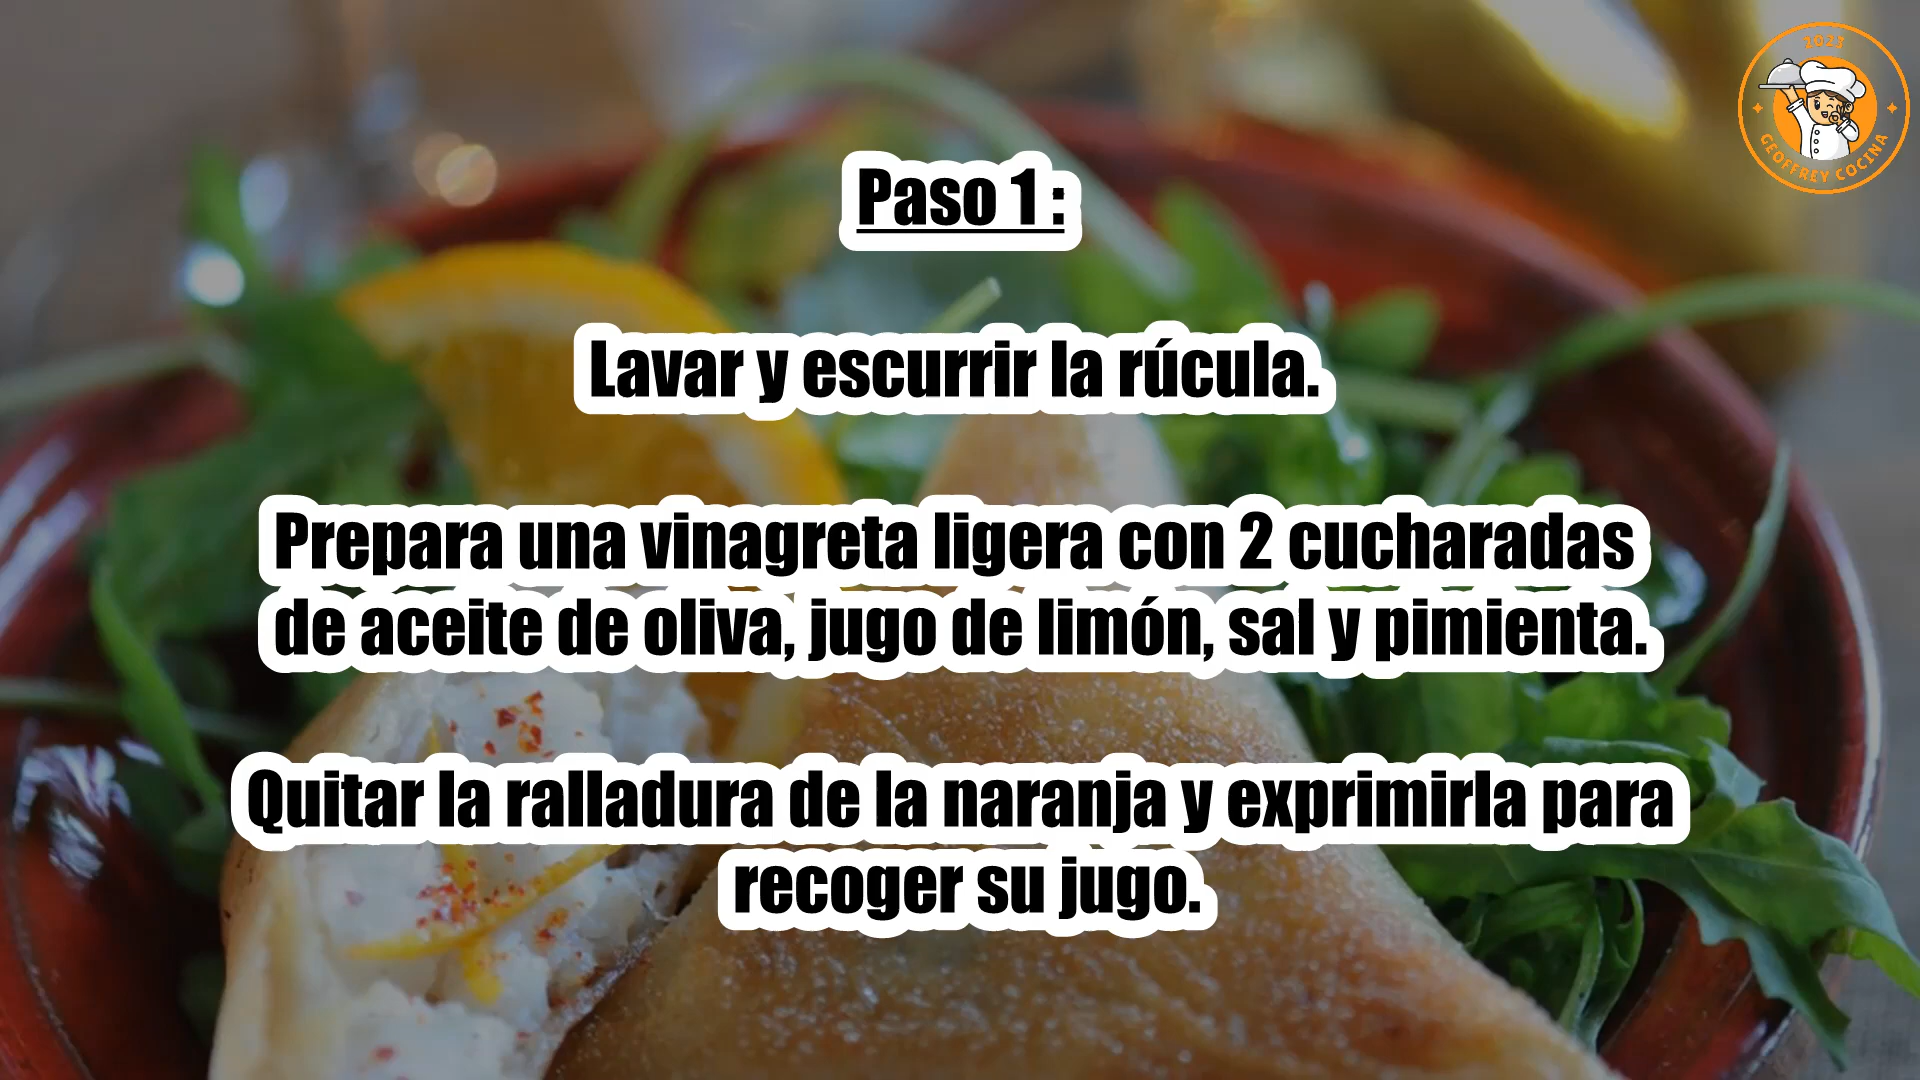 2023
GEOFFREY COCINA
Paso 1 :
Lavar y escurrir la rúcula.
Prepara una vinagreta ligera con 2 cucharadas
de aceite de oliva, jugo de limón, sal y pimienta.
Quitar la ralladura de la naranja y exprimirla para
recoger su jugo.